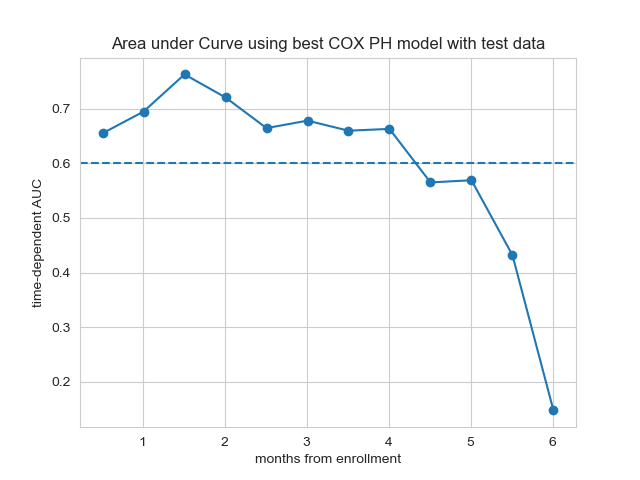 Area under Curve using best COX PH model with test data
time-dependent AUC
0.7
0.6
0.5
0.4
0.3
0.2
1 2 3 4 5 6
months from enrollment